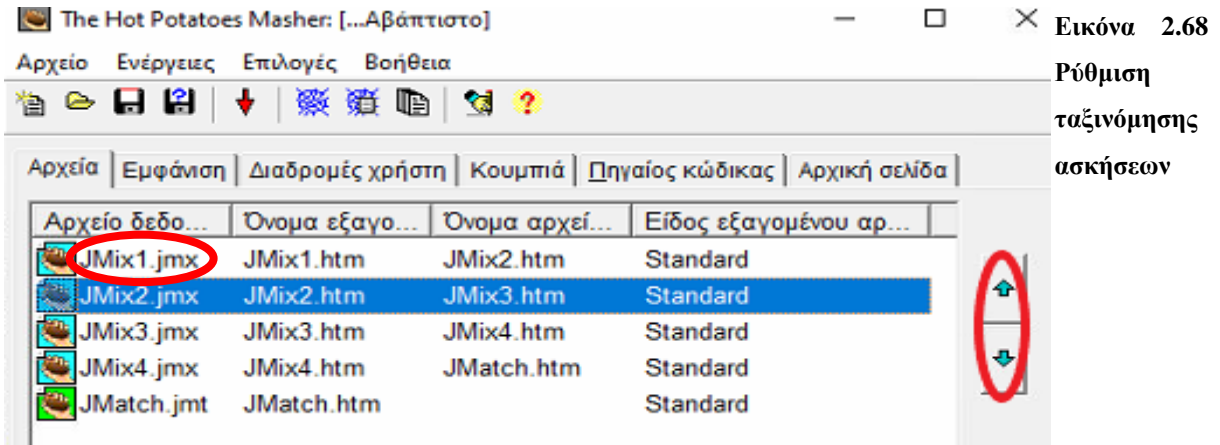 The Hot Potatoes Masher: [...Αβάπτιστο]
Αρχείο Ενέργειες Επιλογές Βοήθεια
Αρχεία Εμφάνιση Διαδρομές χρήστη Κουμπιά Πηγαίος κώδικας Αρχική σελίδα
Αρχείο δεδο... Όνομα εξαγο... Όνομα αρχεί... Είδος εξαγομένου αρ...
JMix1.jmx JMix1.htm JMix2.htm Standard
JMix2.jmx JMix2.htm JMix3.htm Standard
JMix3.jmx JMix3.htm JMix4.htm Standard
JMix4.jmx JMix4.htm JMatch.htm Standard
JMatch.jmt JMatch.htm Standard
Εικόνα 2.68
Ρύθμιση
ταξινόμησης
ασκήσεων